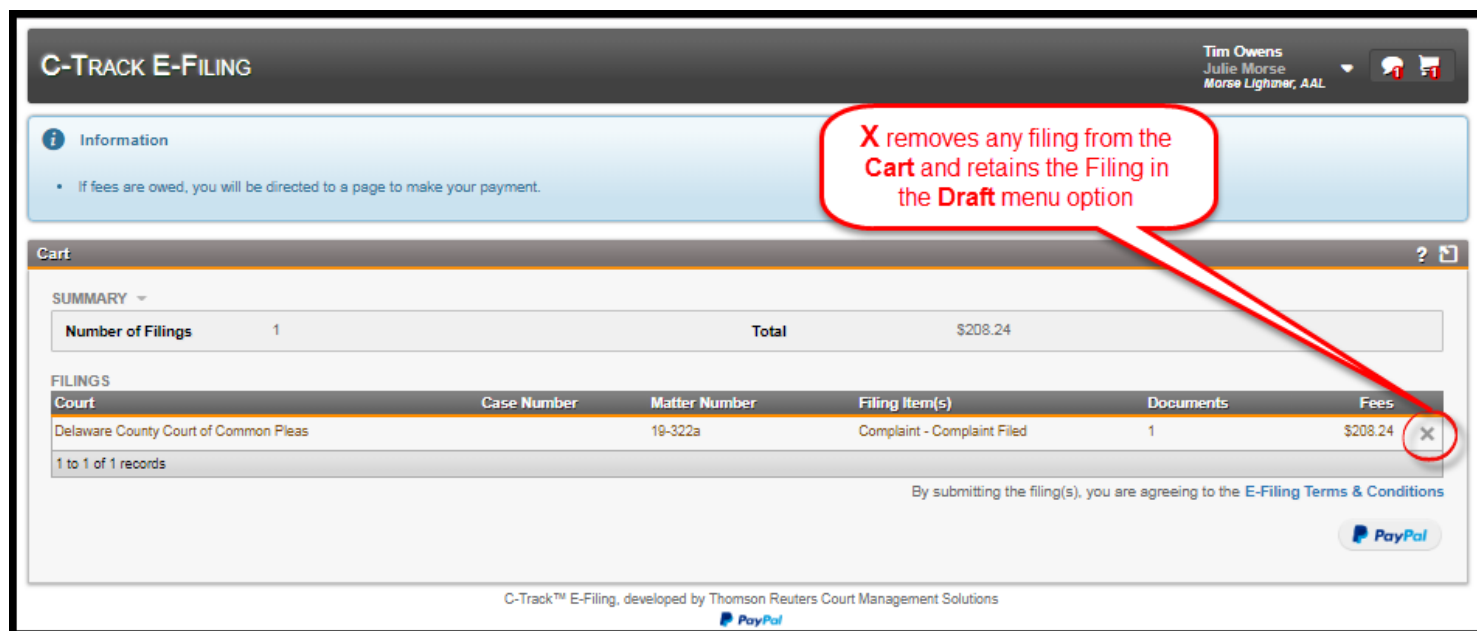 C-TRACK E-FILING
Tim Owens
Julie Morse
Morse Lightner, AAL
1
1
Information
• If fees are owed, you will be directed to a page to make your payment.
X removes any filing from the
Cart and retains the Filing in
the Draft menu option
Cart
?
SUMMARY
Number of Filings 1 Total $208.24
FILINGS
Court Case Number Matter Number Filing Item(s) Documents Fees
Delaware County Court of Common Pleas 19-322a Complaint - Complaint Filed 1 $208.24
1 to 1 of 1 records
By submitting the filing(s), you are agreeing to the E-Filing Terms & Conditions
PayPal
C-Track™ E-Filing, developed by Thomson Reuters Court Management Solutions
PayPal